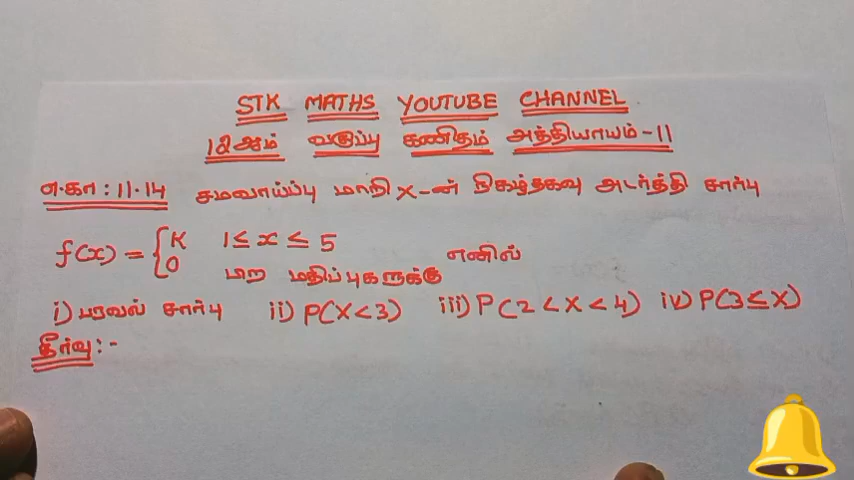 STK MATHS YOUTUBE CHANNEL
12ஆம் வகுப்பு கணிதம் அத்தியாயம் - 11
எ.கா : 11.14 சமவாய்ப்பு மாறி X-ன் நிகழ்தகவு அடர்த்தி சார்பு
f(x) = { K 1 ≤ x ≤ 5
0 மற மதிப்புகளுக்கு எனில்
i) பரவல் சார்பு ii) P(X<3) iii) P(2 < X < 4) iv) P(3 ≤ X)
தீர்வு :-